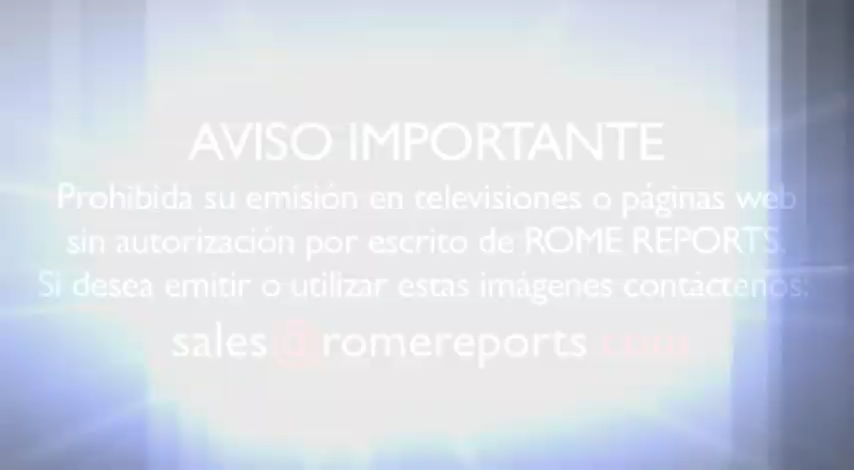 AVISO IMPORTANTE
Prohibida su emisión en televisiones o páginas web
sin autorización por escrito de ROME REPORTS.
Si desea emitir o utilizar estas imágenes contáctenos:
sales@romereports.com